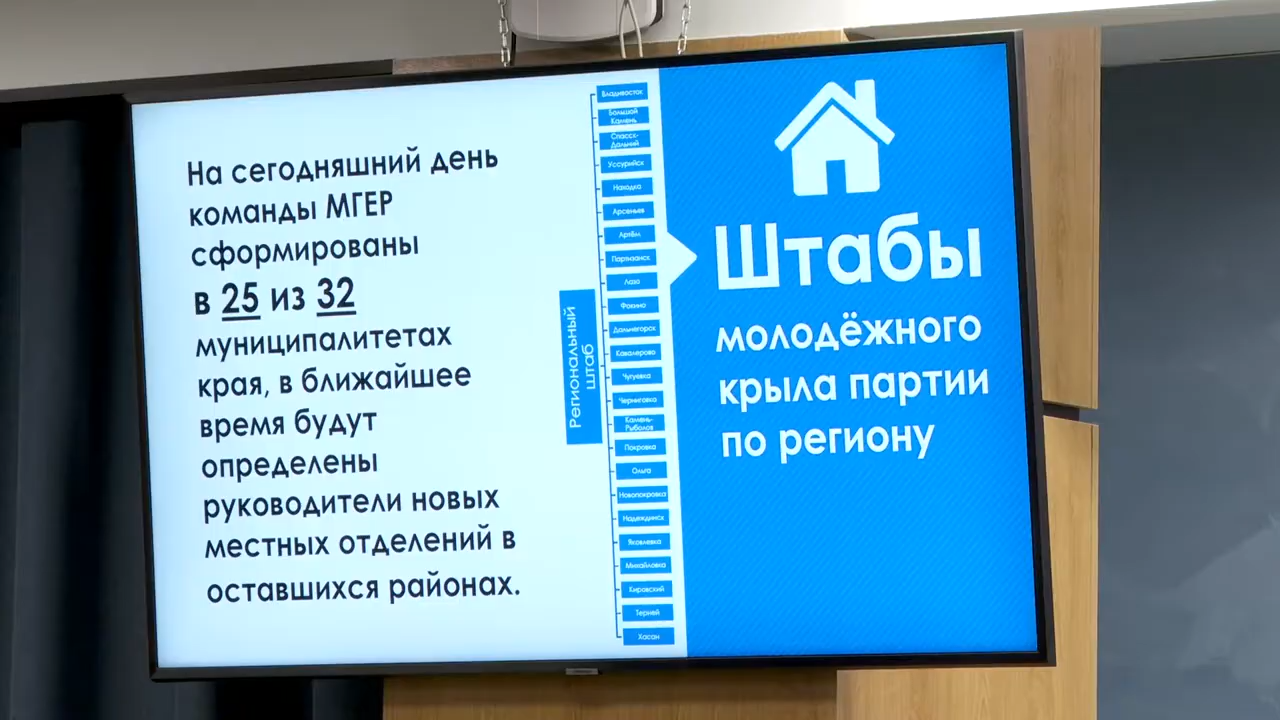 На сегодняшний день
команды МГЕР
сформированы
в 25 из 32
муниципалитетах
края, в ближайшее
время будут
определены
руководители новых
местных отделений в
оставшихся районах.
Региональный
штаб
Владивосток
Большой
Камень
Спасск-
Дальний
Уссурийск
Находка
Арсеньев
Артём
Партизанск
Лазо
Фокино
Дальнегорск
Кавалерово
Чугуевка
Черниговка
Камень-
Рыболов
Покровка
Ольга
Новопокровка
Надеждинск
Яковлевка
Михайловка
Кировский
Терней
Хасан
Штабы
молодёжного
крыла партии
по региону